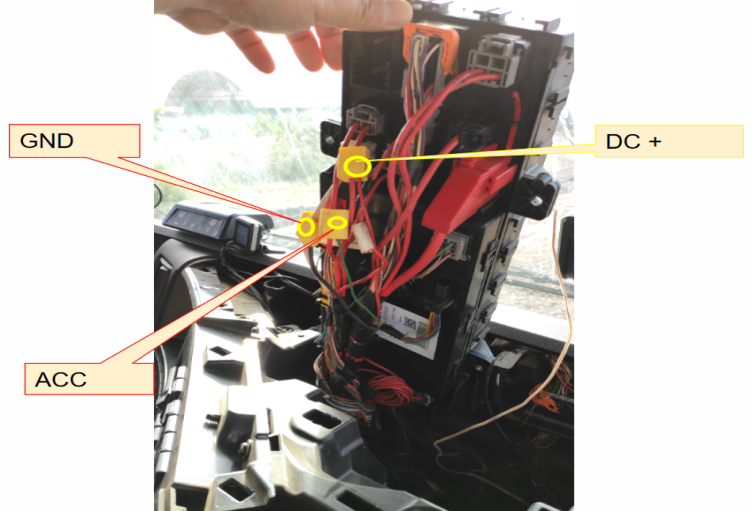 GND
DC +
ACC